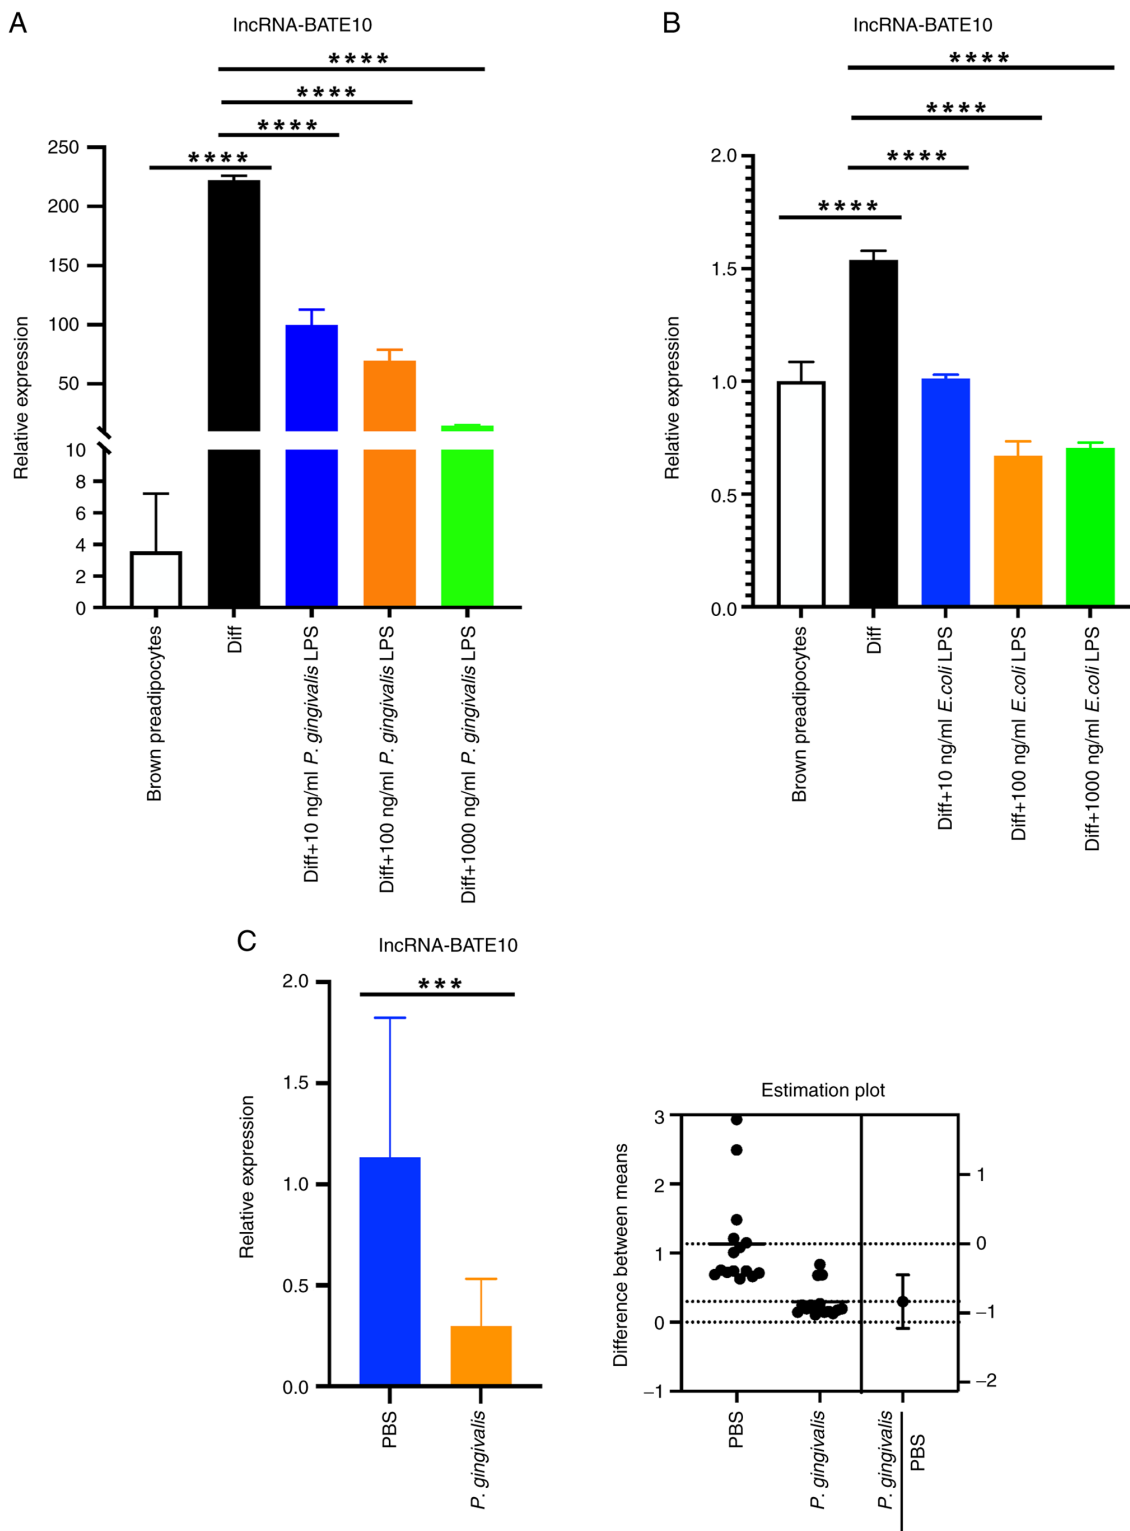 A
lncRNA-BATE10
****
****
****
****
250
200
150
100
50
10
8
6
4
2
0
Relative expression
Brown preadipocytes
Diff
Diff+10 ng/ml P. gingivalis LPS
Diff+100 ng/ml P. gingivalis LPS
Diff+1000 ng/ml P. gingivalis LPS
B
lncRNA-BATE10
****
****
****
****
2.0
1.5
1.0
0.5
0.0
Relative expression
Brown preadipocytes
Diff
Diff+10 ng/ml E.coli LPS
Diff+100 ng/ml E.coli LPS
Diff+1000 ng/ml E.coli LPS
C
lncRNA-BATE10
***
2.0
1.5
1.0
0.5
0.0
Relative expression
PBS
P. gingivalis
Estimation plot
3
2
1
0
−1
Difference between means
1
0
−1
−2
PBS
P. gingivalis
P. gingivalis
PBS